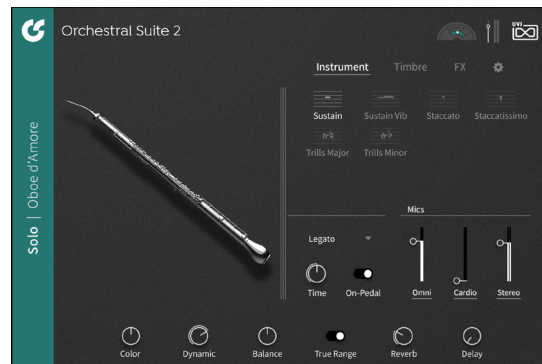 Orchestral Suite 2
UVI
Instrument Timbre FX
Sustain Sustain Vib Staccato Staccatissimo
Trills Major Trills Minor
Solo | Oboe d'Amore
Mics
Legato
Time On-Pedal Omni Cardio Stereo
Color Dynamic Balance True Range Reverb Delay